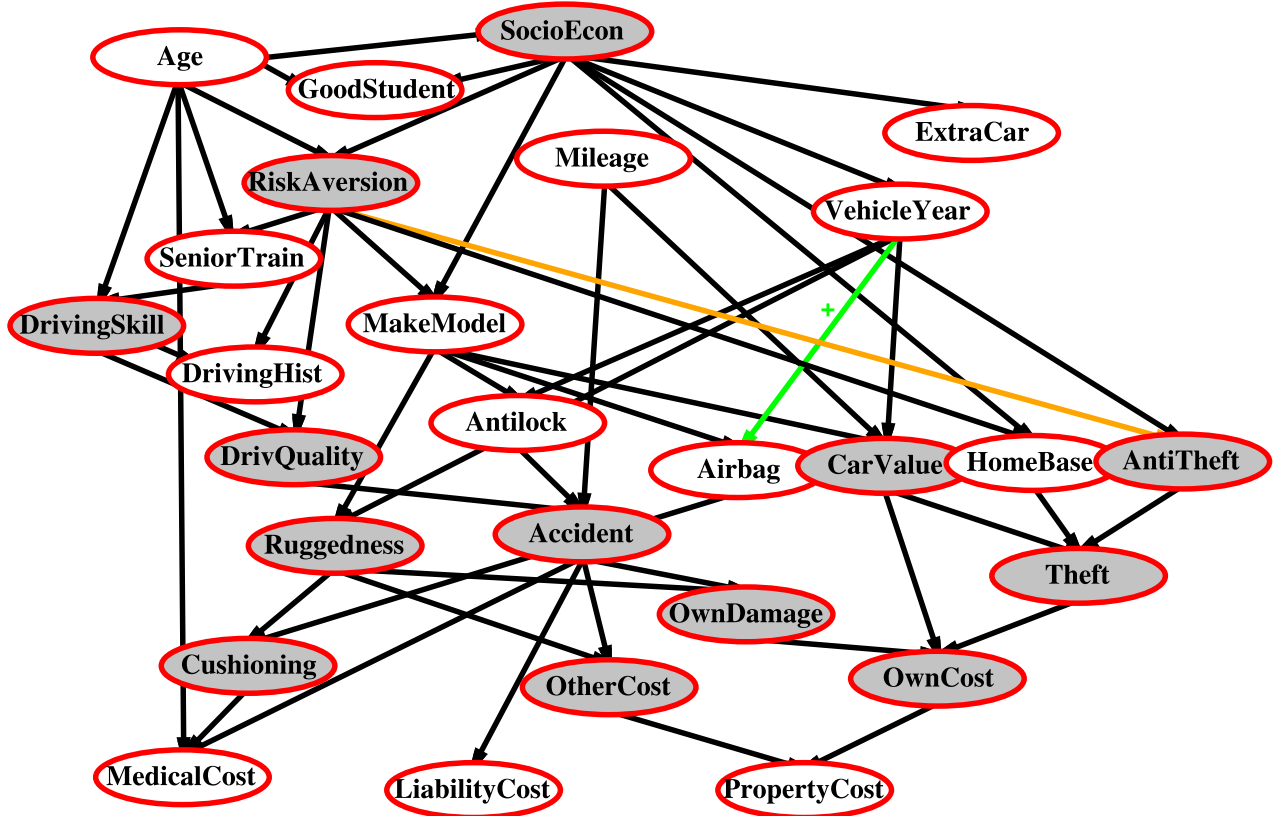 SocioEcon
Age
GoodStudent
ExtraCar
Mileage
RiskAversion
VehicleYear
SeniorTrain
+
DrivingSkill
MakeModel
DrivingHist
Antilock
DrivQuality
Airbag
CarValue
HomeBase
AntiTheft
Accident
Ruggedness
Theft
OwnDamage
Cushioning
OtherCost
OwnCost
MedicalCost
LiabilityCost
PropertyCost